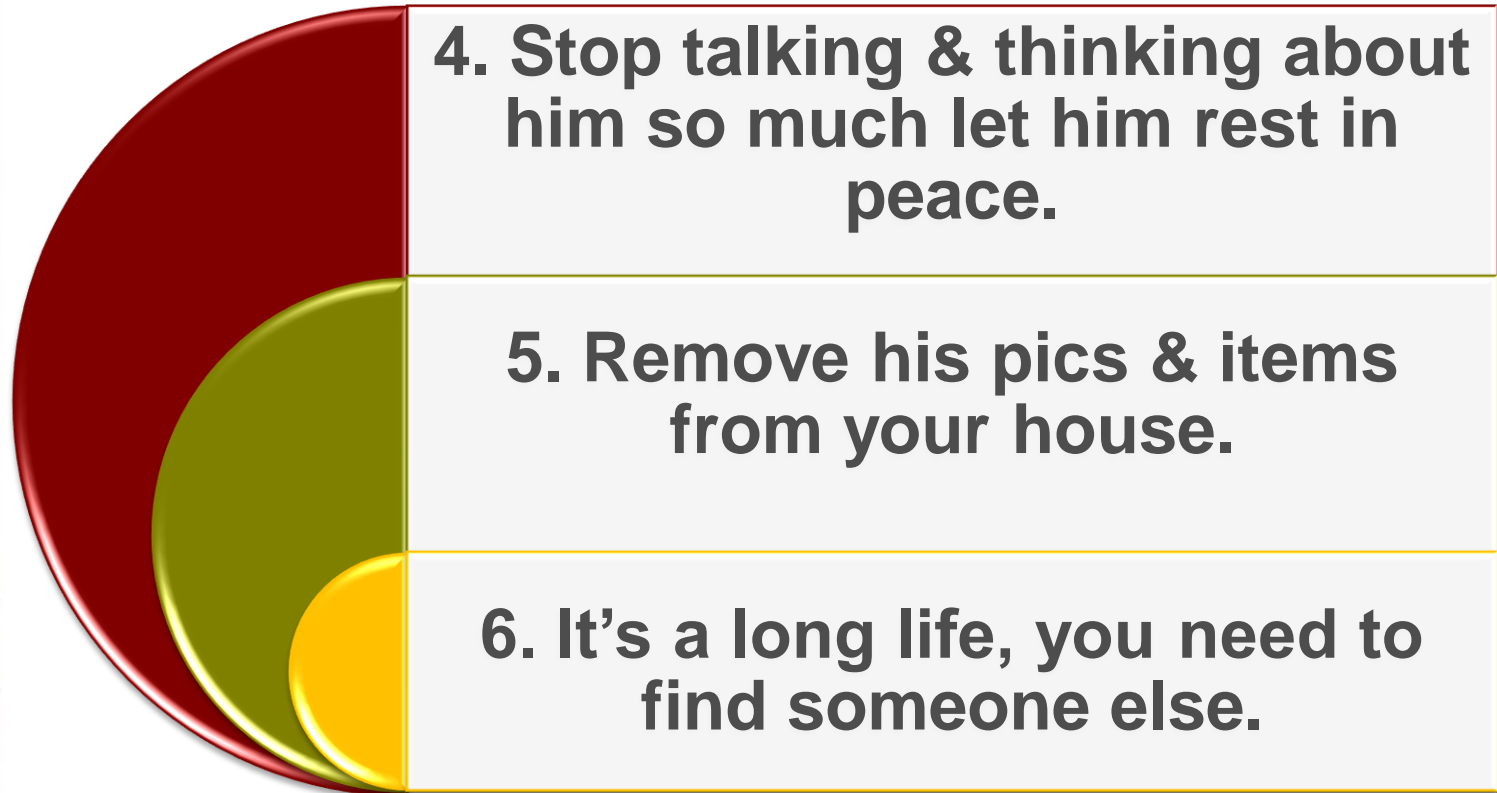 4. Stop talking & thinking about
him so much let him rest in
peace.
5. Remove his pics & items
from your house.
6. It’s a long life, you need to
find someone else.